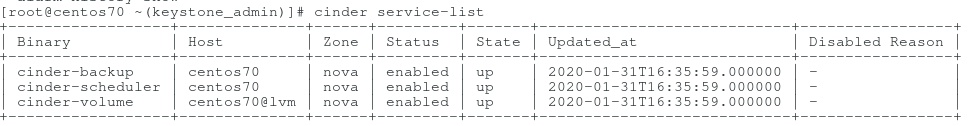 [root@centos70 ~(keystone_admin)]# cinder service-list
+------------------+--------------+------+---------+-------+----------------------------+-----------------+
| Binary | Host | Zone | Status | State | Updated_at | Disabled Reason |
+------------------+--------------+------+---------+-------+----------------------------+-----------------+
| cinder-backup | centos70 | nova | enabled | up | 2020-01-31T16:35:59.000000 | - |
| cinder-scheduler | centos70 | nova | enabled | up | 2020-01-31T16:35:59.000000 | - |
| cinder-volume | centos70@lvm | nova | enabled | up | 2020-01-31T16:35:59.000000 | - |
+------------------+--------------+------+---------+-------+----------------------------+-----------------+